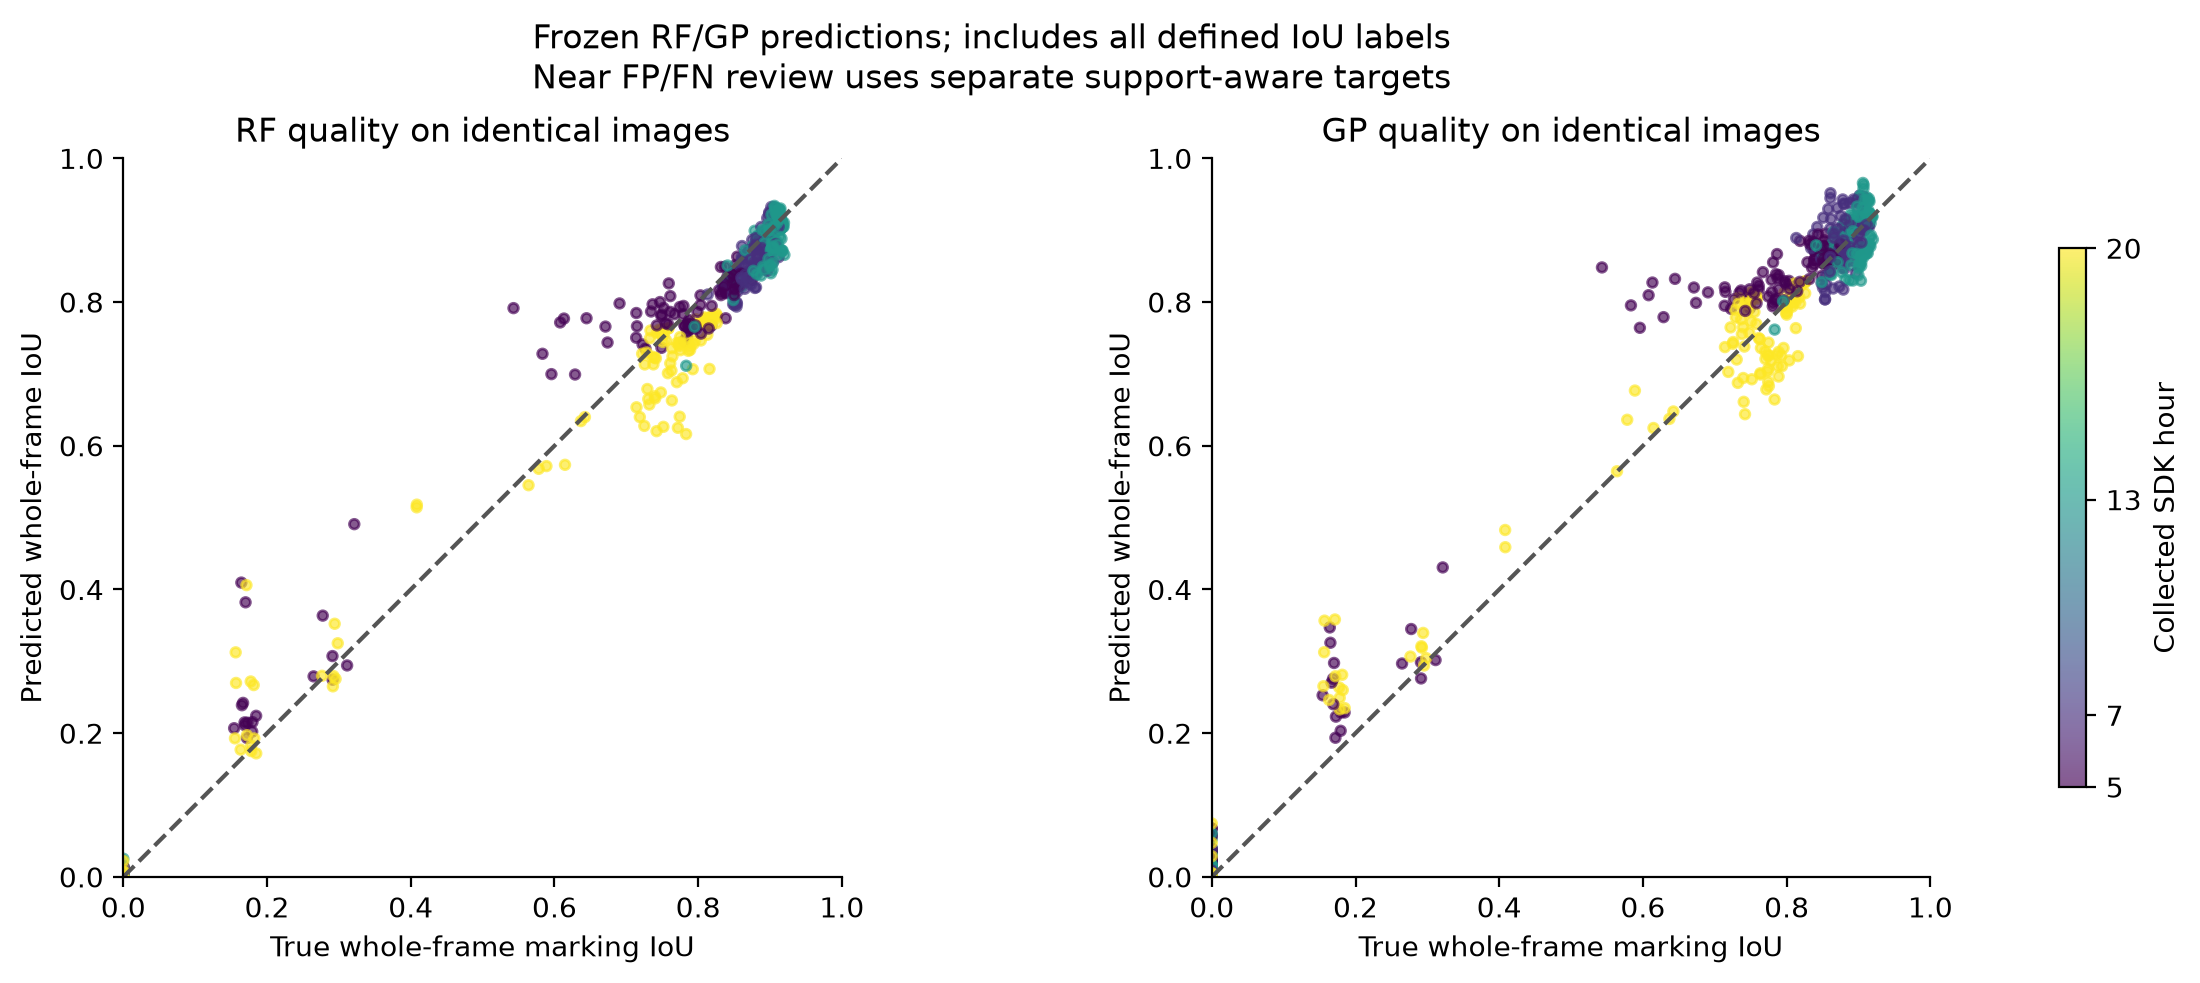 Frozen RF/GP predictions; includes all defined IoU labels
Near FP/FN review uses separate support-aware targets
RF quality on identical images
1.0
0.8
0.6
0.4
0.2
0.0
Predicted whole-frame IoU
0.0 0.2 0.4 0.6 0.8 1.0
True whole-frame marking IoU
GP quality on identical images
1.0
0.8
0.6
0.4
0.2
0.0
Predicted whole-frame IoU
0.0 0.2 0.4 0.6 0.8 1.0
True whole-frame marking IoU
20
13
7
5
Collected SDK hour